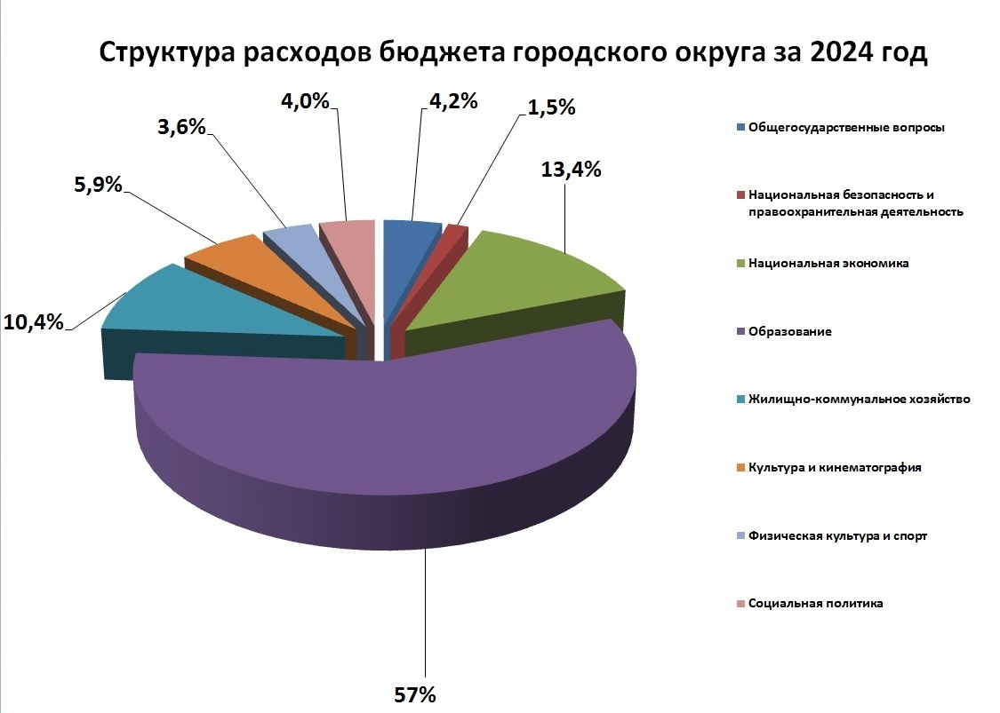 Структура расходов бюджета городского округа за 2024 год
4,0%
4,2%
1,5%
3,6%
13,4%
5,9%
10,4%
57%
Общегосударственные вопросы
Национальная безопасность и
правоохранительная деятельность
Национальная экономика
Образование
Жилищно-коммунальное хозяйство
Культура и кинематография
Физическая культура и спорт
Социальная политика